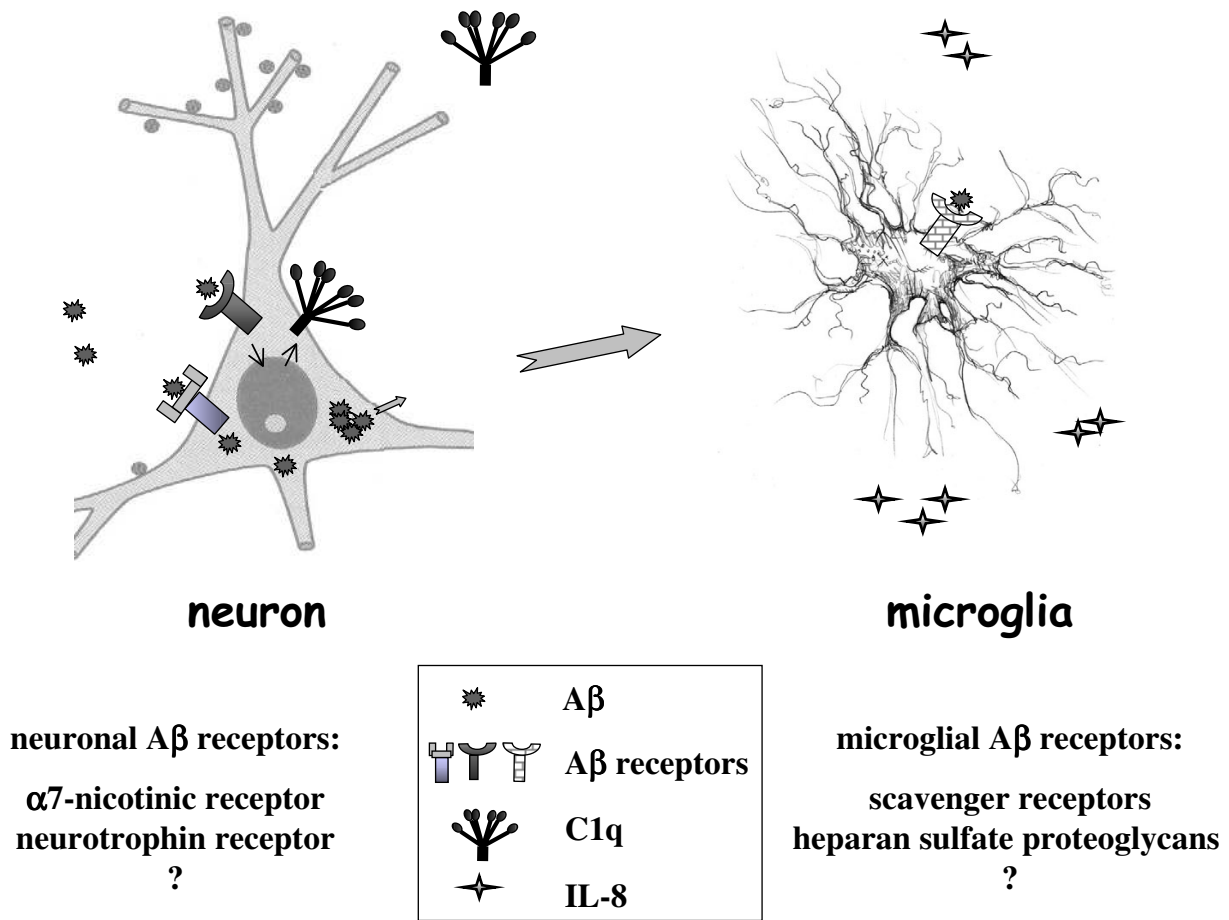 neuron
microglia
neuronal Aβ receptors:
α7-nicotinic receptor
neurotrophin receptor
?
Aβ
Aβ receptors
C1q
IL-8
microglial Aβ receptors:
scavenger receptors
heparan sulfate proteoglycans
?